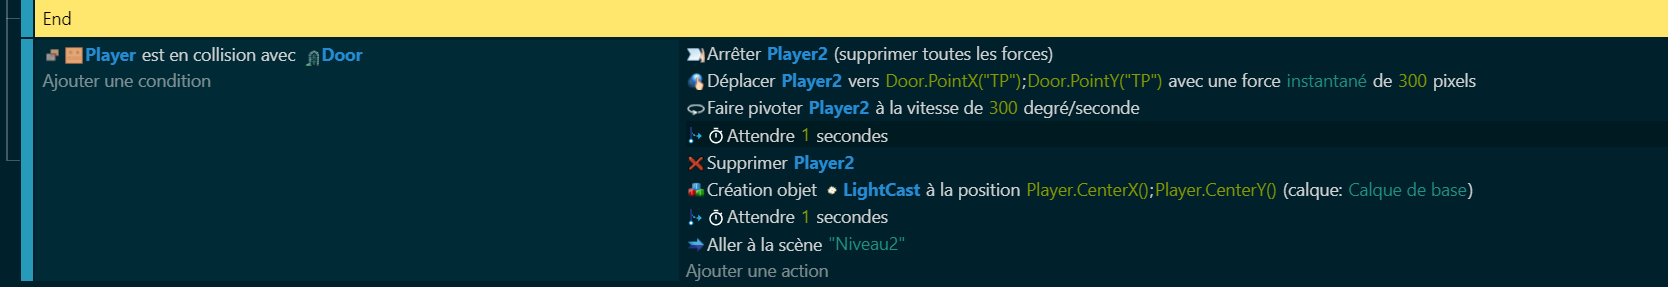 End
Player est en collision avec Door
Ajouter une condition
Arrêter Player2 (supprimer toutes les forces)
Déplacer Player2 vers Door.PointX("TP");Door.PointY("TP") avec une force instantané de 300 pixels
Faire pivoter Player2 à la vitesse de 300 degré/seconde
Attendre 1 secondes
Supprimer Player2
Création objet LightCast à la position Player.CenterX();Player.CenterY() (calque: Calque de base)
Attendre 1 secondes
Aller à la scène "Niveau2"
Ajouter une action